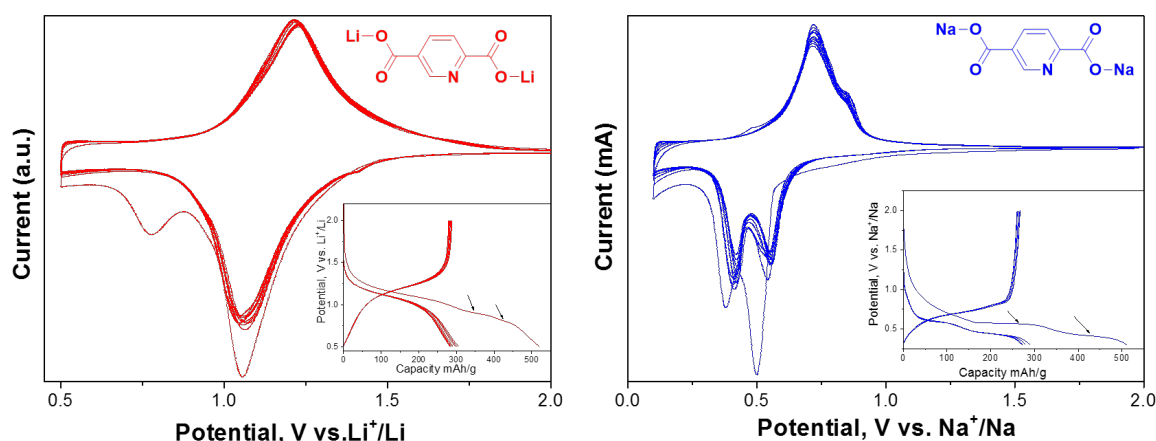 Current (a.u.)
Li O
O
N
O
O Li
Potential, V vs. Li⁺/Li
2.0
1.5
1.0
0.5
0 100 200 300 400 500
Capacity mAh/g
0.5 1.0 1.5 2.0
Potential, V vs.Li⁺/Li
Current (mA)
Na O
O
N
O
O Na
Potential, V vs. Na⁺/Na
2.0
1.5
1.0
0.5
0 100 200 300 400 500
Capacity mAh/g
0.0 0.5 1.0 1.5 2.0
Potential, V vs. Na⁺/Na